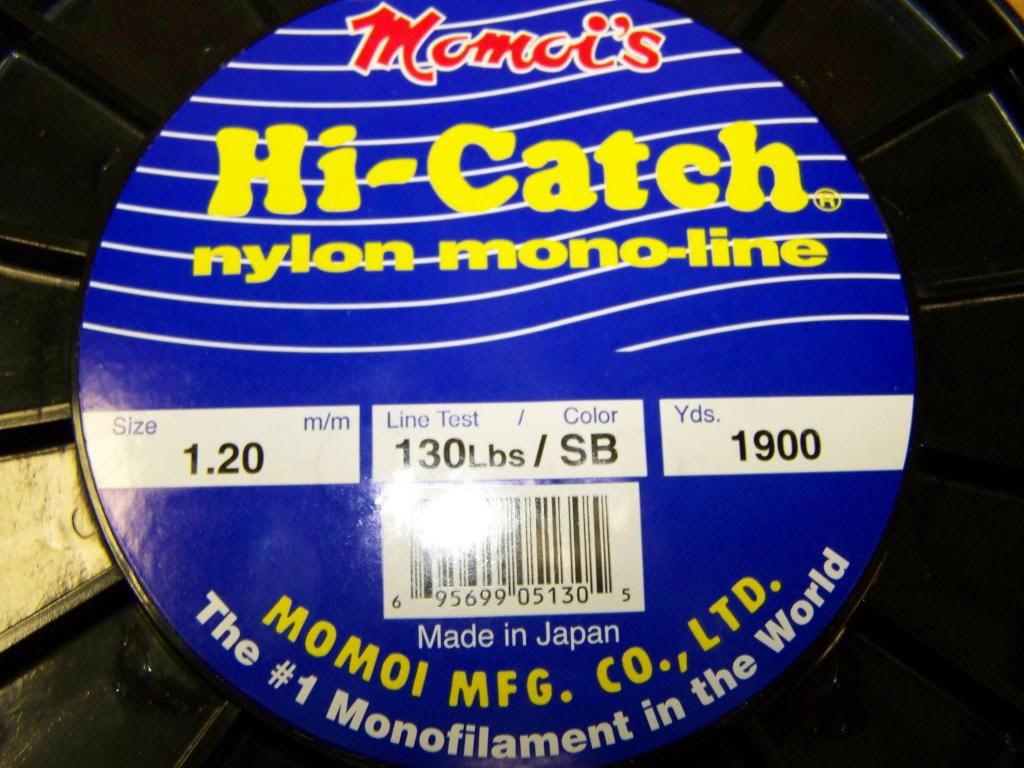 Momoi's
Hi-Catch®
nylon mono-line
Size m/m
1.20
Line Test / Color
130Lbs / SB
Yds.
1900
6 95699 05130 5
Made in Japan
MOMOI MFG. CO., LTD.
The #1 Monofilament in the World